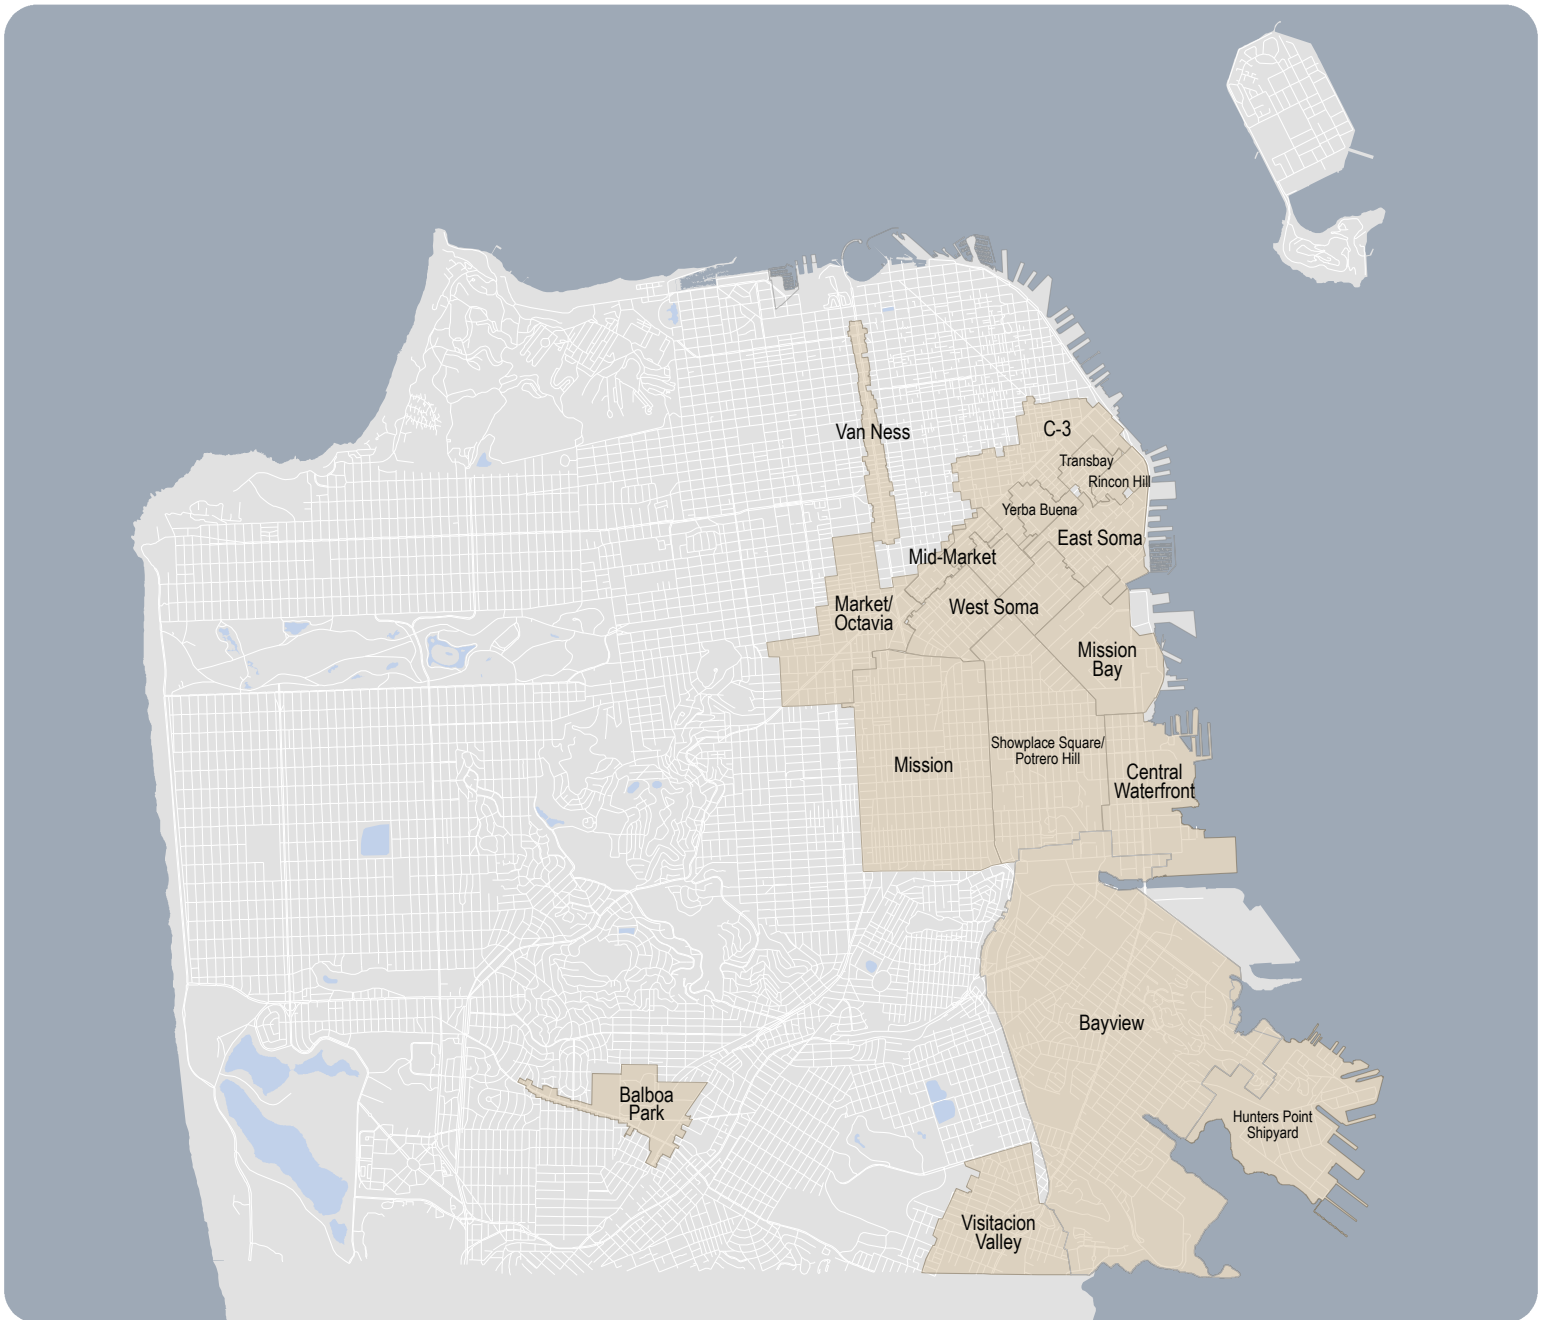 Van Ness
C-3
Transbay
Rincon Hill
Yerba Buena
East Soma
Mid-Market
Market/
Octavia
West Soma
Mission
Bay
Showplace Square/
Potrero Hill
Mission
Central
Waterfront
Bayview
Balboa
Park
Hunters Point
Shipyard
Visitacion
Valley